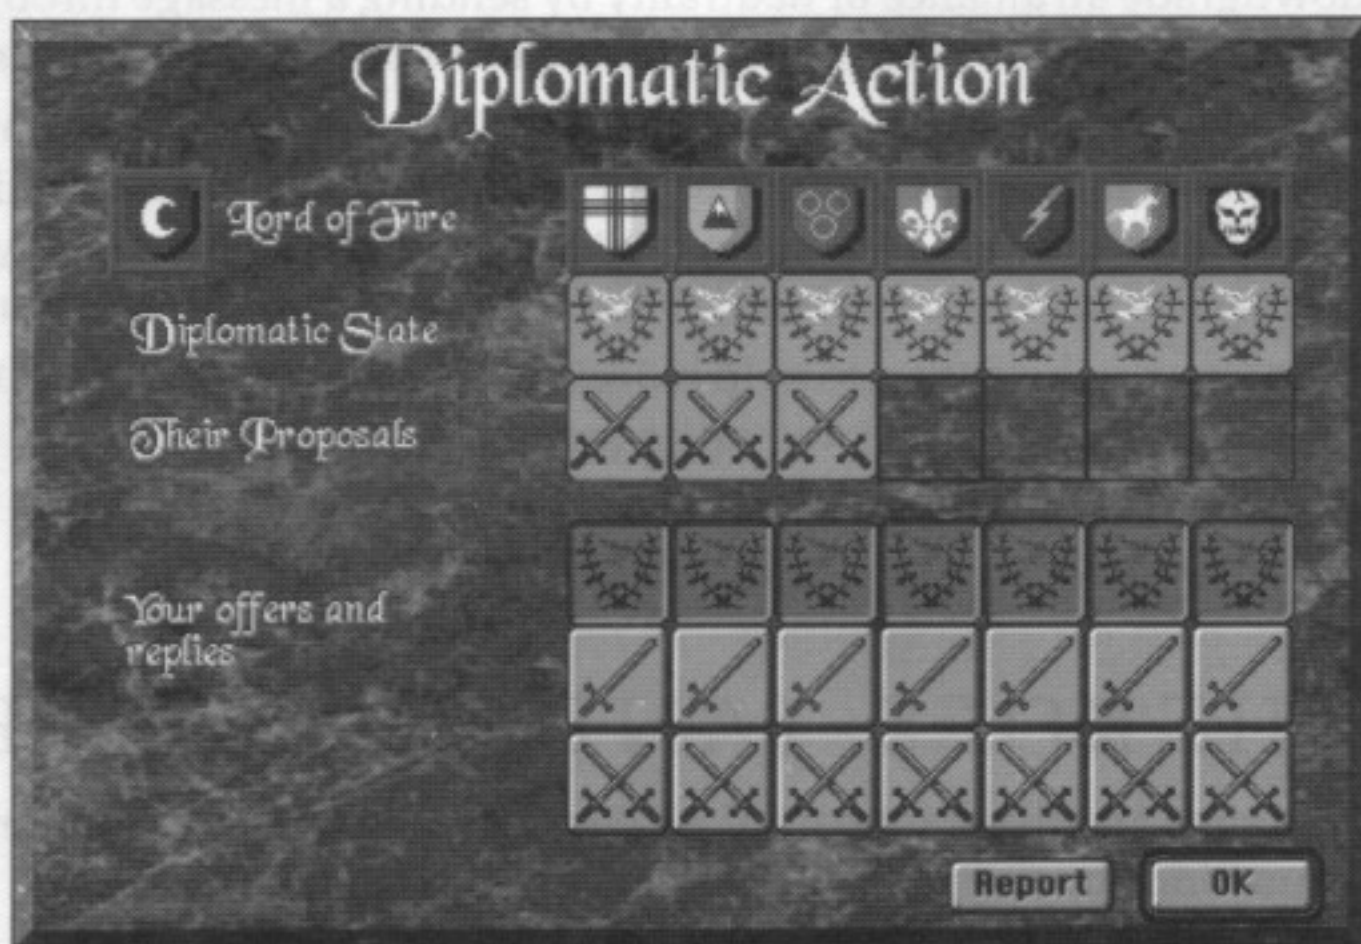 Diplomatic Action
Lord of Fire
Diplomatic State
Their Proposals
Your offers and
replies
Report
OK